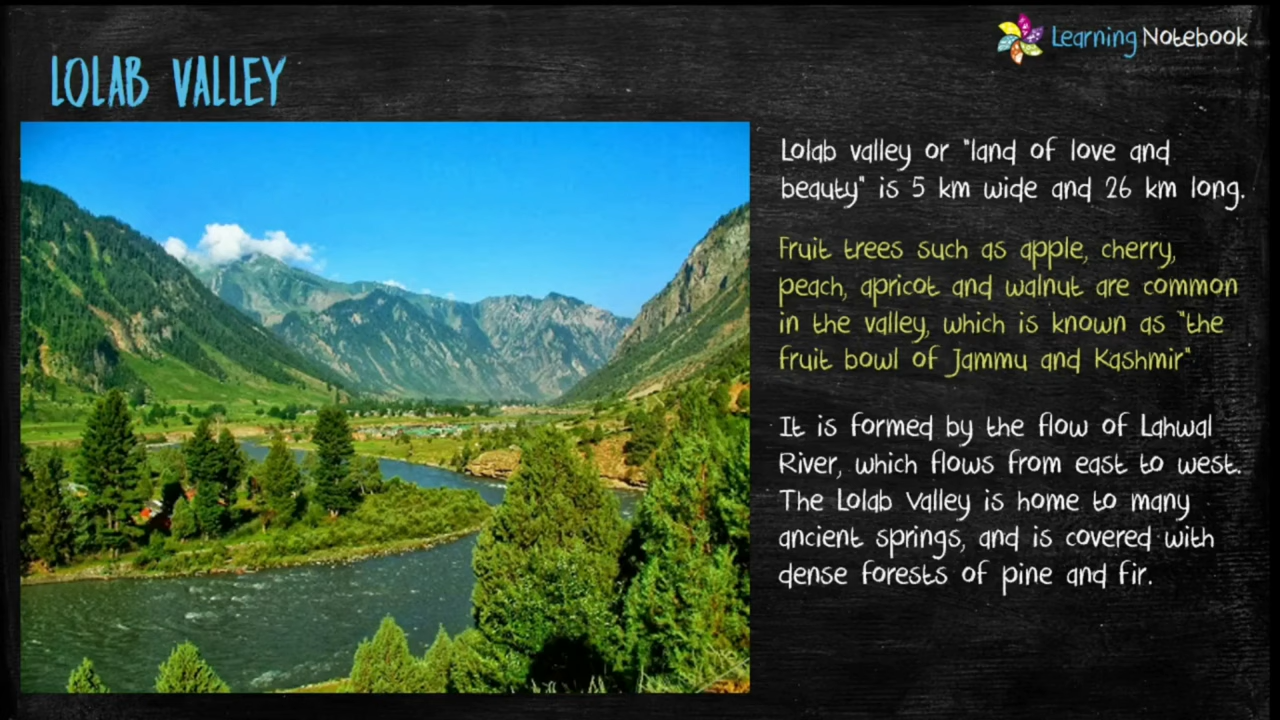 Learning Notebook
LOLAB VALLEY
Lolab valley or "land of love and
beauty" is 5 km wide and 26 km long.
Fruit trees such as apple, cherry,
peach, apricot and walnut are common
in the valley, which is known as "the
fruit bowl of Jammu and Kashmir"
It is formed by the flow of Lahwal
River, which flows from east to west.
The Lolab Valley is home to many
ancient springs, and is covered with
dense forests of pine and fir.